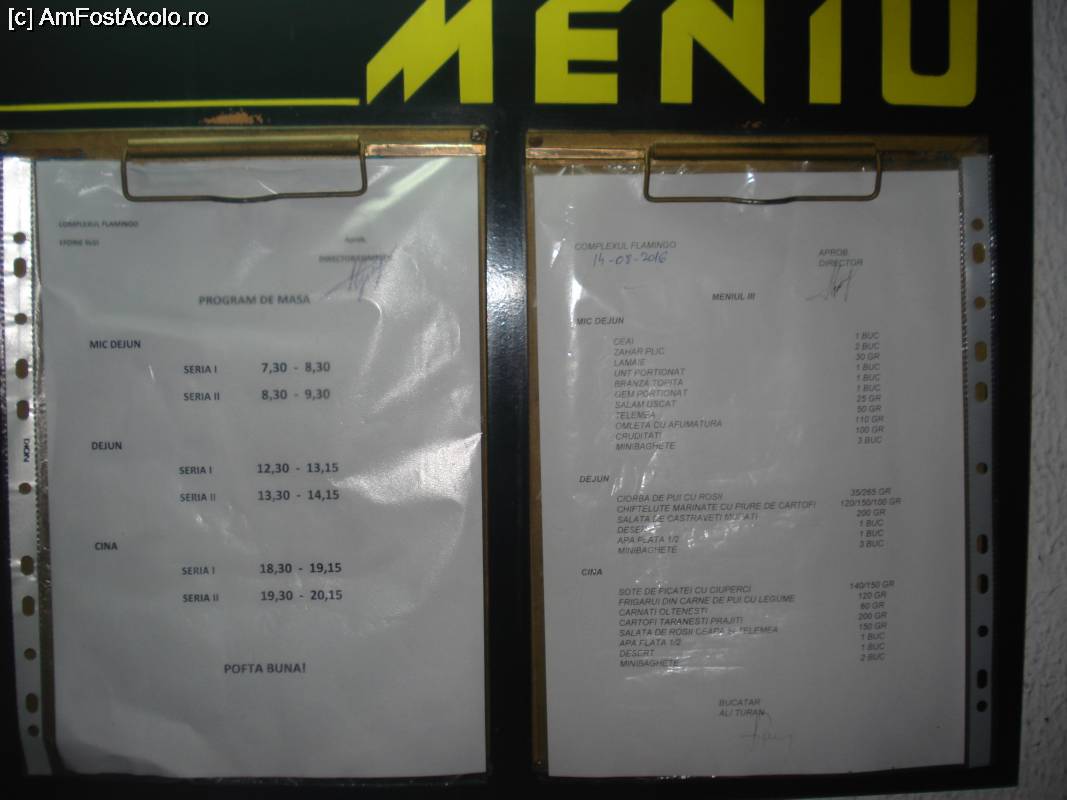 [c] AmFostAcolo.ro
MENIU
COMPLEXUL FLAMINGO
EFORIE SUD
Aprob,
DIRECTOR
PROGRAM DE MASA
MIC DEJUN
SERIA I 7,30 - 8,30
SERIA II 8,30 - 9,30
DEJUN
SERIA I 12,30 - 13,15
SERIA II 13,30 - 14,15
CINA
SERIA I 18,30 - 19,15
SERIA II 19,30 - 20,15
POFTA BUNA!
NOKI
COMPLEXUL FLAMINGO APROB
14-08-2016 DIRECTOR
MENIUL III
MIC DEJUN
CEAI 1 BUC
ZAHAR PLIC 2 BUC
LAMAIE 30 GR
UNT PORTIONAT 1 BUC
BRANZA TOPITA 1 BUC
GEM PORTIONAT 1 BUC
SALAM USCAT 25 GR
TELEMEA 50 GR
OMLETA CU AFUMATURA 110 GR
CRUDITATI 100 GR
MINIBAGHETE 3 BUC
DEJUN
CIORBA DE PUI CU ROSII 35/265 GR
CHIFTELUTE MARINATE CU PIURE DE CARTOFI 120/150/100 GR
SALATA DE CASTRAVETI MURATI 200 GR
DESERT 1 BUC
APA PLATA 1/2 1 BUC
MINIBAGHETE 3 BUC
CINA
SOTE DE FICATEI CU CIUPERCI 140/150 GR
FRIGARUI DIN CARNE DE PUI CU LEGUME 120 GR
CARNATI OLTENESTI 60 GR
CARTOFI TARANESTI PRAJITI 200 GR
SALATA DE ROSII CEAPA SI TELEMEA 150 GR
APA PLATA 1/2 1 BUC
DESERT 1 BUC
MINIBAGHETE 2 BUC
BUCATAR
ALI TURAN